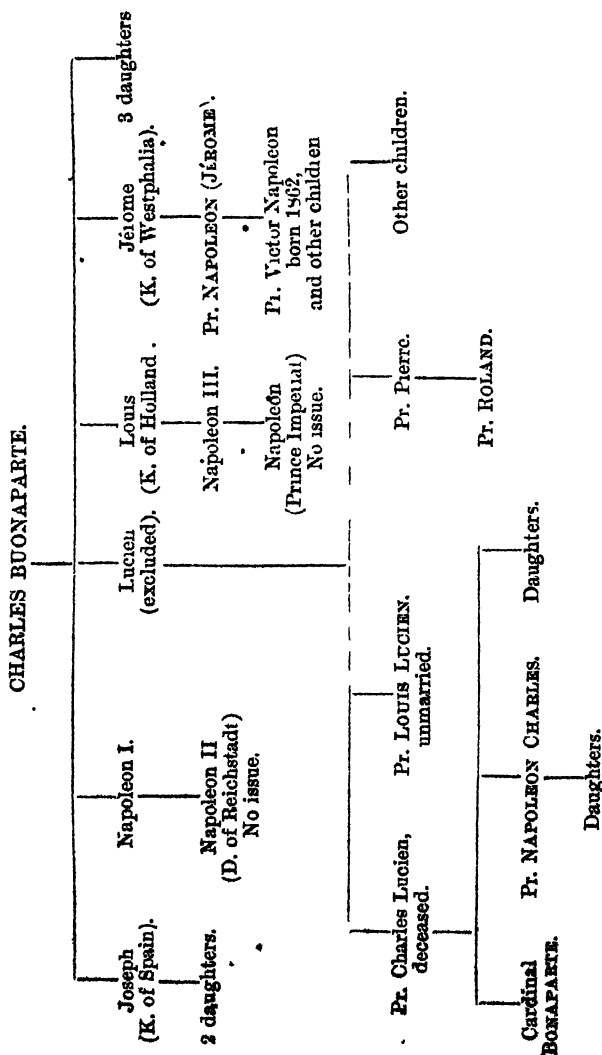 CHARLES BUONAPARTE.
Joseph
(K. of Spain).
Napoleon I.
Lucien
(excluded).
Louis
(K. of Holland.
Jérome
(K. of Westphalia).
3 daughters
2 daughters.
Napoleon II
(D. of Reichstadt)
No issue.
Napoleon III.
Pr. NAPOLEON (JÉROME).
Napoleon
(Prince Imperial)
No issue.
Pr. Victor Napoleon
born 1862,
and other children
Pr. Charles Lucien,
deceased.
Pr. LOUIS LUCIEN.
unmarried.
Pr. Pierre.
Other children.
Pr. ROLAND.
Cardinal
BONAPARTE.
Pr. NAPOLEON CHARLES.
Daughters.
Daughters.